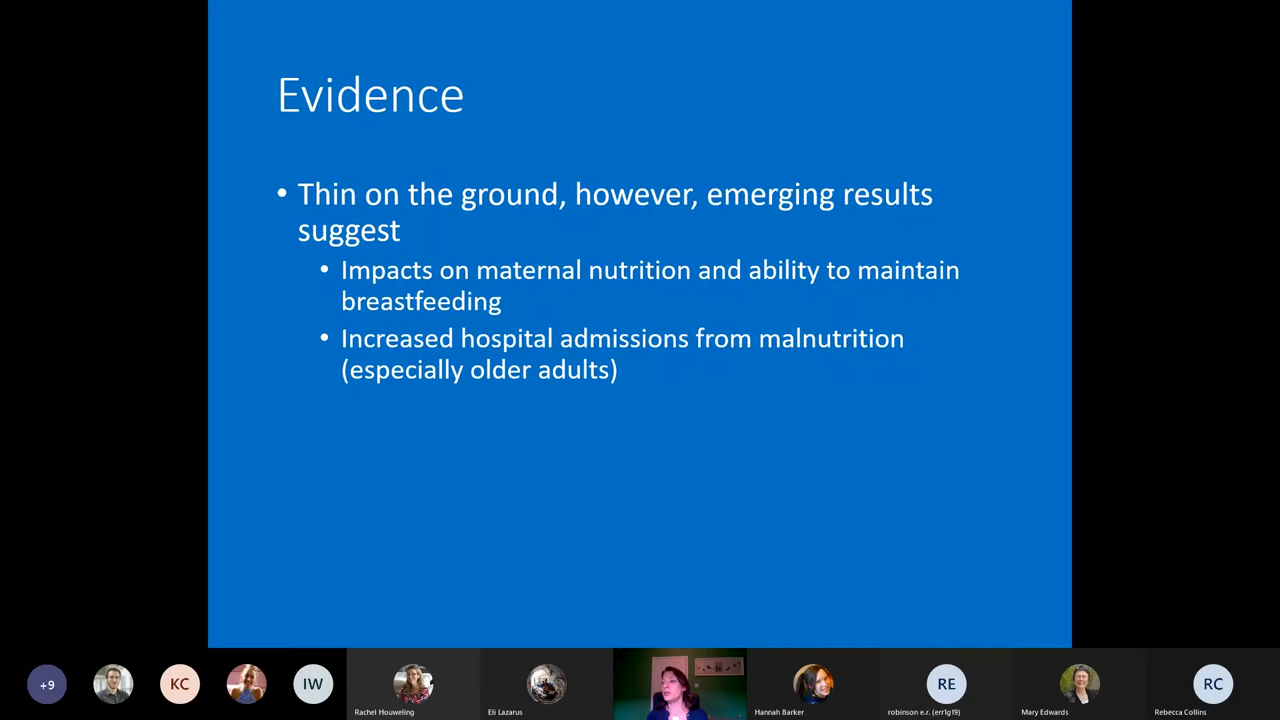 Evidence
• Thin on the ground, however, emerging results
suggest
• Impacts on maternal nutrition and ability to maintain
breastfeeding
• Increased hospital admissions from malnutrition
(especially older adults)
+9
KC
IW
Rachel Houweling
Eli Lazarus
Hannah Barker
RE
robinson e.r. (err1g19)
Mary Edwards
RC
Rebecca Collins